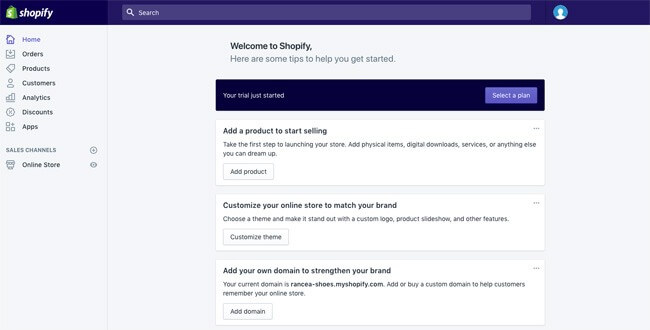 shopify
Search
Home
Orders
Products
Customers
Analytics
Discounts
Apps
SALES CHANNELS
Online Store
Welcome to Shopify,
Here are some tips to help you get started.
Your trial just started
Select a plan
Add a product to start selling
Take the first step to launching your store. Add physical items, digital downloads, services, or anything else
you can dream up.
Add product
Customize your online store to match your brand
Choose a theme and make it stand out with a custom logo, product slideshow, and other features.
Customize theme
Add your own domain to strengthen your brand
Your current domain is rancea-shoes.myshopify.com. Add or buy a custom domain to help customers
remember your online store.
Add domain